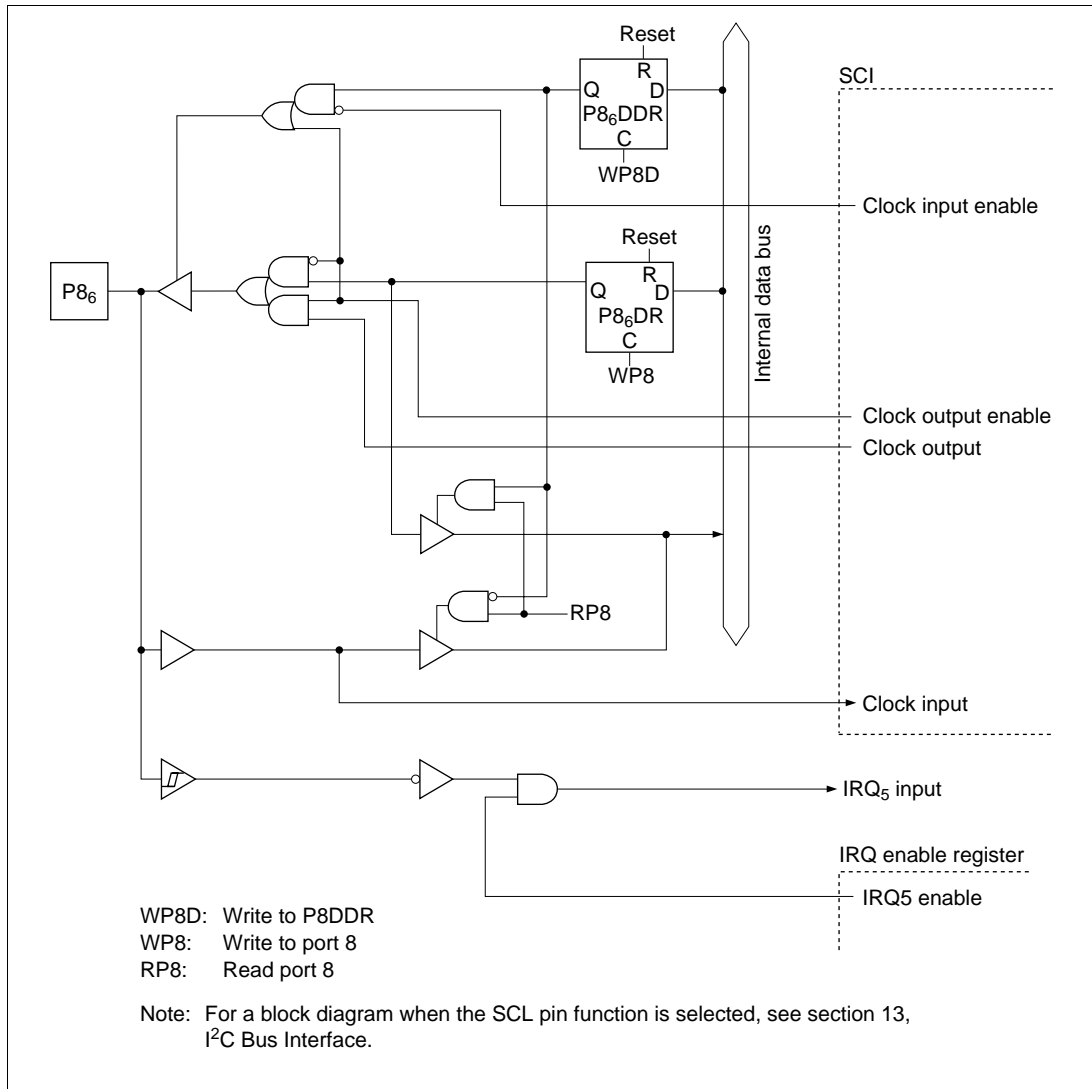 Reset
R
Q
D
P8₆DDR
C
WP8D
SCI
Clock input enable
Reset
R
Q
D
P8₆DR
C
WP8
Internal data bus
P8₆
Clock output enable
Clock output
RP8
Clock input
IRQ₅ input
IRQ enable register
IRQ5 enable
WP8D: Write to P8DDR
WP8: Write to port 8
RP8: Read port 8
Note: For a block diagram when the SCL pin function is selected, see section 13,
I²C Bus Interface.